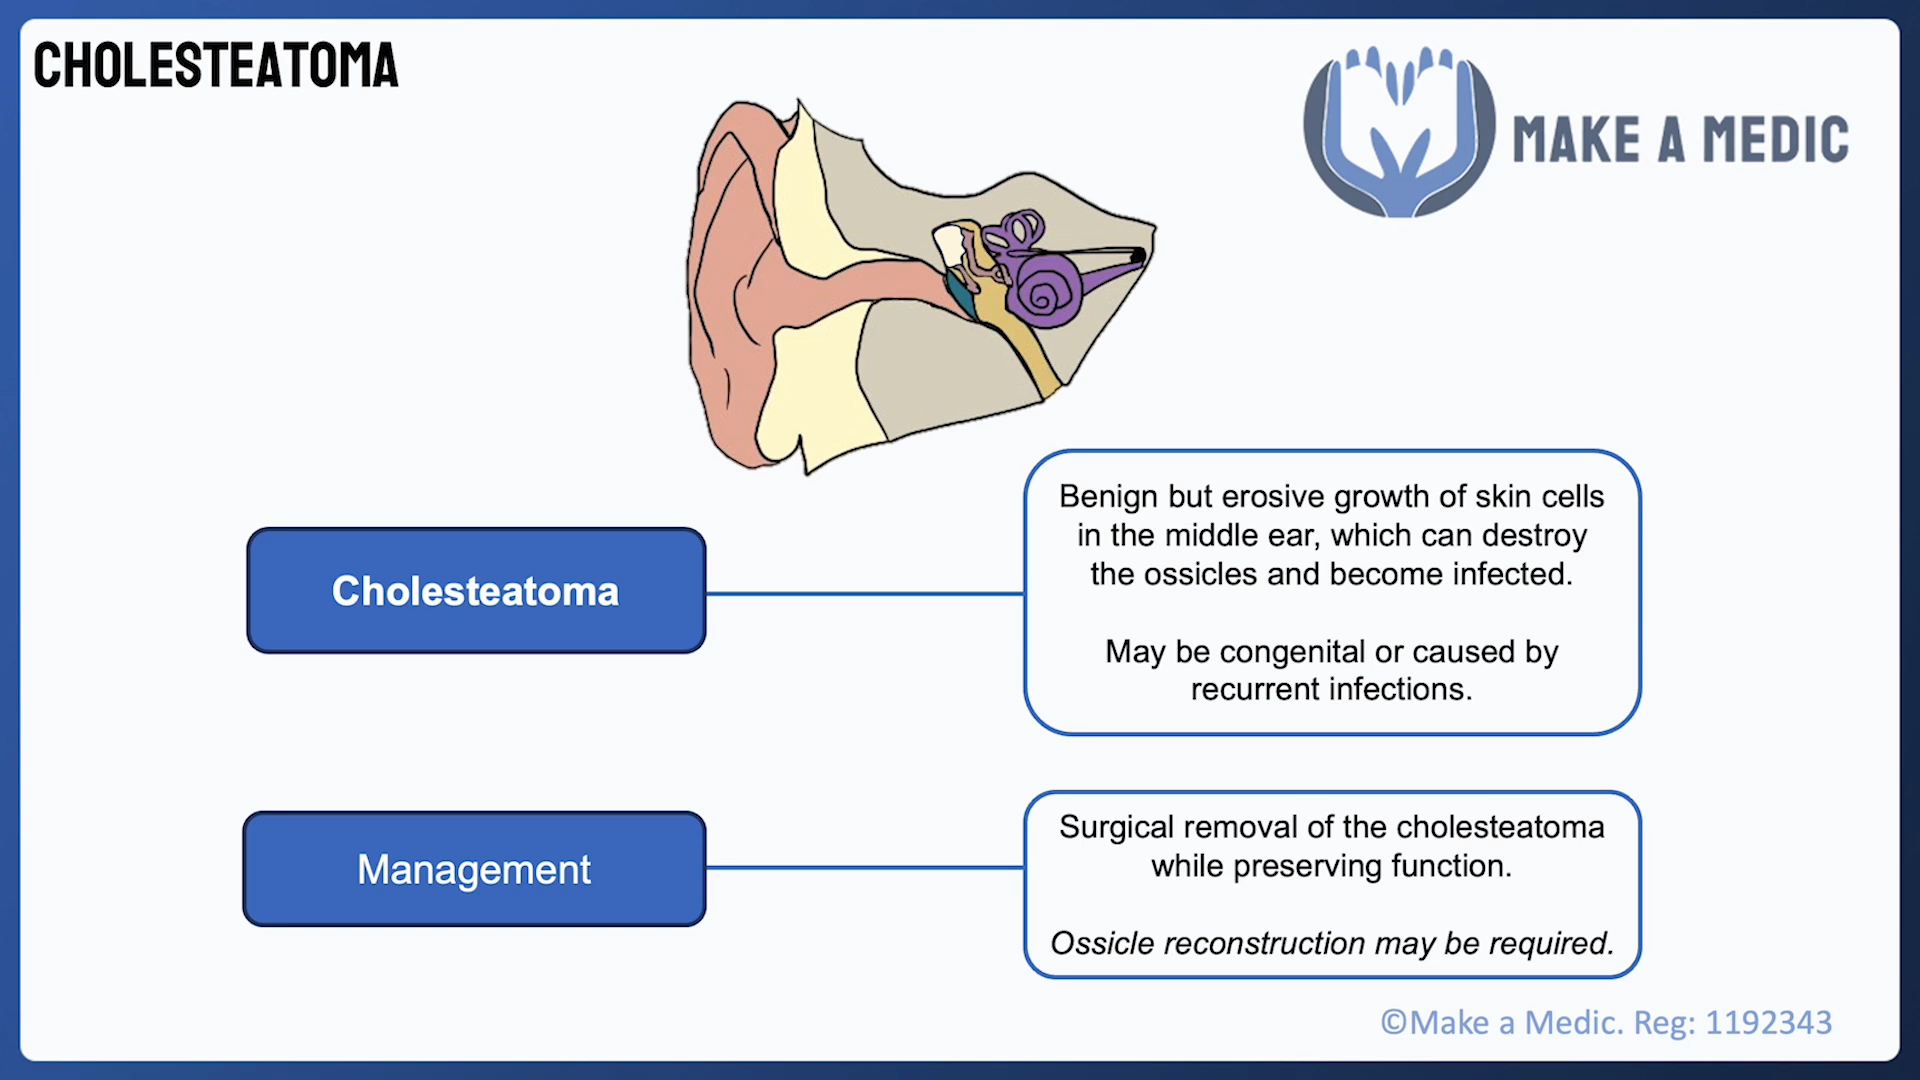 CHOLESTEATOMA
MAKE A MEDIC
Cholesteatoma
Benign but erosive growth of skin cells
in the middle ear, which can destroy
the ossicles and become infected.
May be congenital or caused by
recurrent infections.
Management
Surgical removal of the cholesteatoma
while preserving function.
Ossicle reconstruction may be required.
©Make a Medic. Reg: 1192343